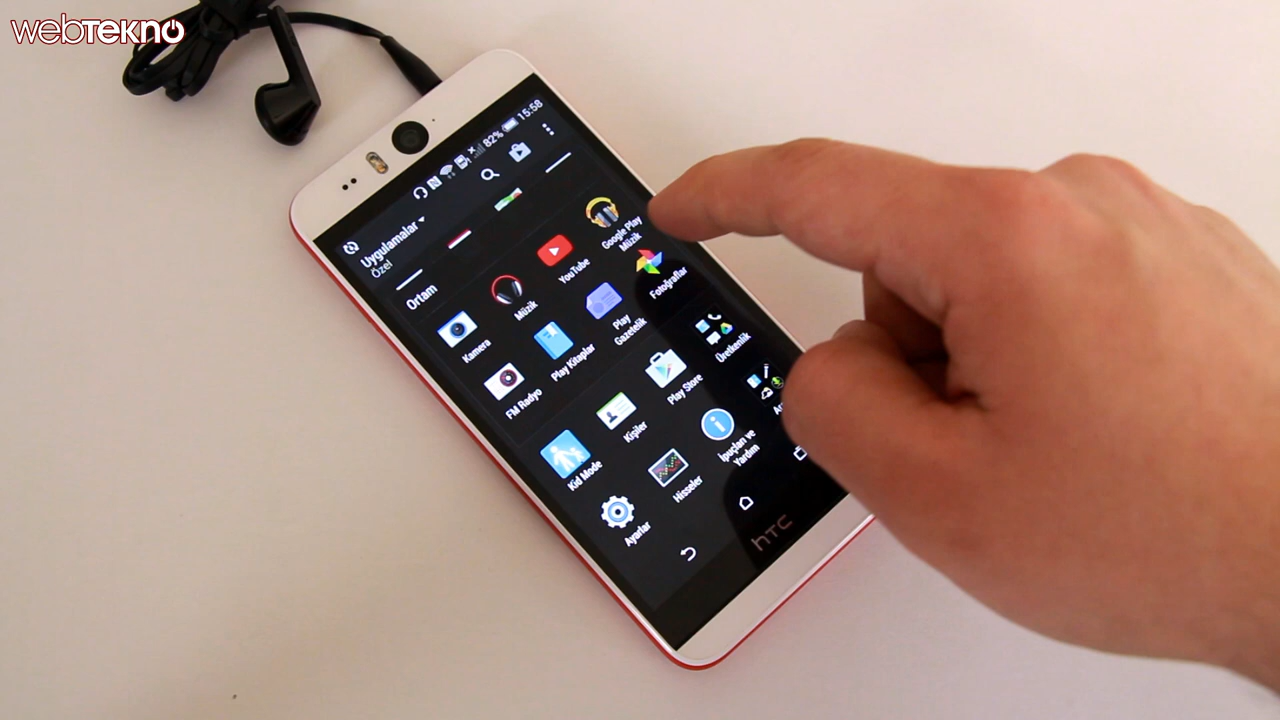 webTEKNO
82% 15:58
Uygulamalar
Özel
Ortam
Kamera
Müzik
YouTube
Google Play
Müzik
FM Radyo
Play Kitaplar
Play
Gazetelik
Fotoğraflar
Kid Mode
Kişiler
Play Store
Üretkenlik
Ayarlar
Hisseler
İpuçları ve
Yardım
hTC